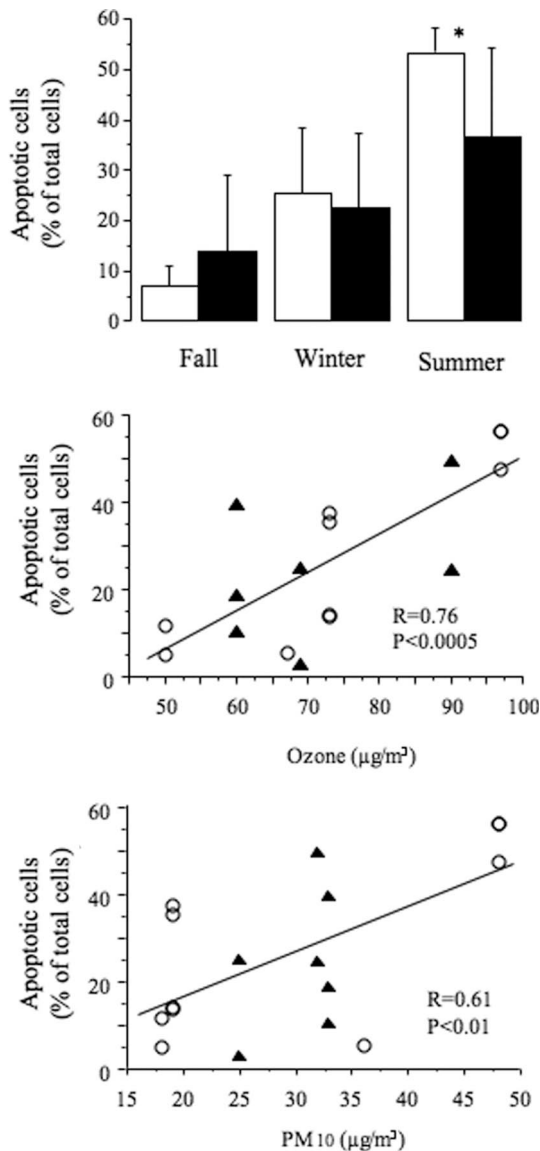 Apoptotic cells
(% of total cells)
60
50
40
30
20
10
0
*
Fall Winter Summer
Apoptotic cells
(% of total cells)
60
40
20
0
R=0.76
P<0.0005
50 60 70 80 90 100
Ozone (µg/m³)
Apoptotic cells
(% of total cells)
60
40
20
0
R=0.61
P<0.01
15 20 25 30 35 40 45 50
PM10 (µg/m³)